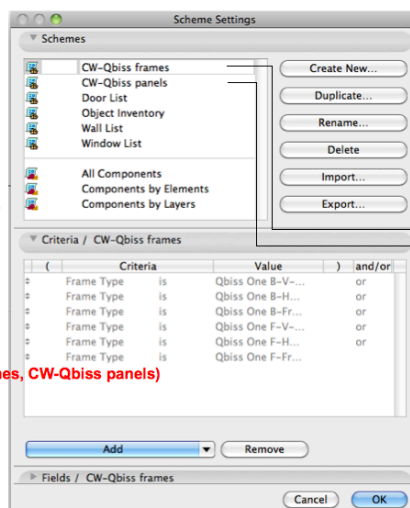 Scheme Settings
Schemes
CW-Qbiss frames
CW-Qbiss panels
Door List
Object Inventory
Wall List
Window List
All Components
Components by Elements
Components by Layers
Create New...
Duplicate...
Rename...
Delete
Import...
Export...
Criteria / CW-Qbiss frames
( Criteria Value ) and/or
Frame Type is Qbiss One B-V-... or
Frame Type is Qbiss One B-H... or
Frame Type is Qbiss One B-Fr... or
Frame Type is Qbiss One F-V-... or
Frame Type is Qbiss One F-H... or
Frame Type is Qbiss One F-Fr...
nes, CW-Qbiss panels)
Add Remove
Fields / CW-Qbiss frames
Cancel OK